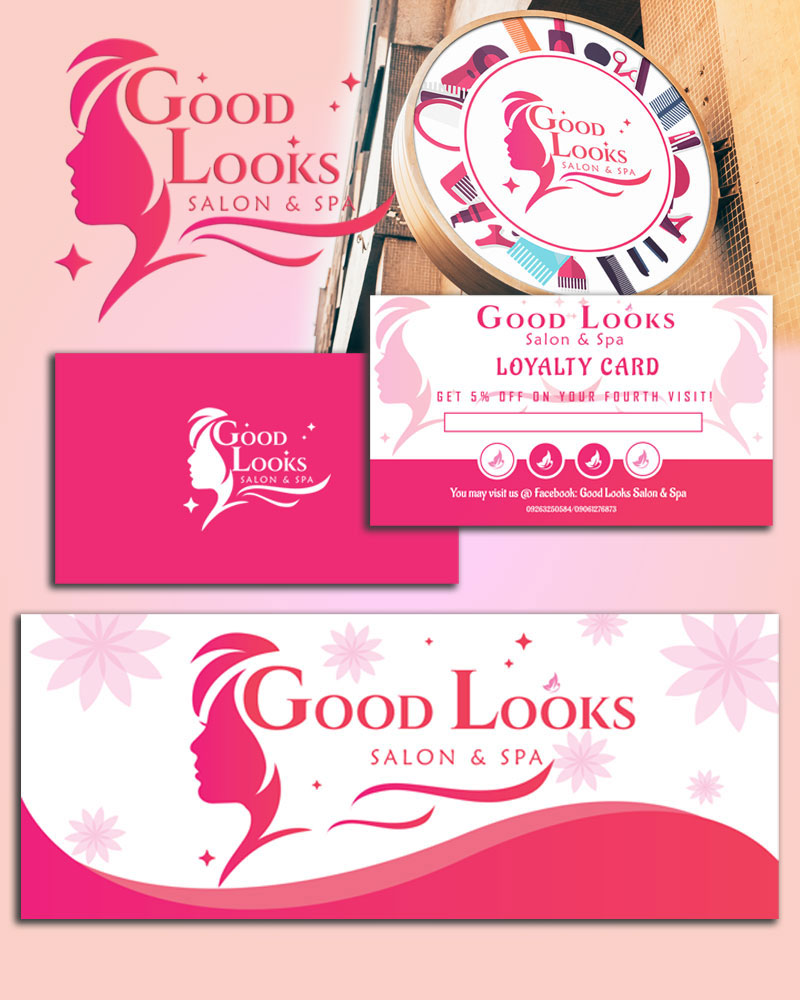 GOOD
LOOKS
SALON & SPA
GOOD
LOOKS
SALON & SPA
GOOD LOOKS
Salon & Spa
LOYALTY CARD
GET 5% OFF ON YOUR FOURTH VISIT!
You may visit us @ Facebook: Good Looks Salon & Spa
09263250584/09061276873
GOOD
LOOKS
SALON & SPA
GOOD LOOKS
SALON & SPA